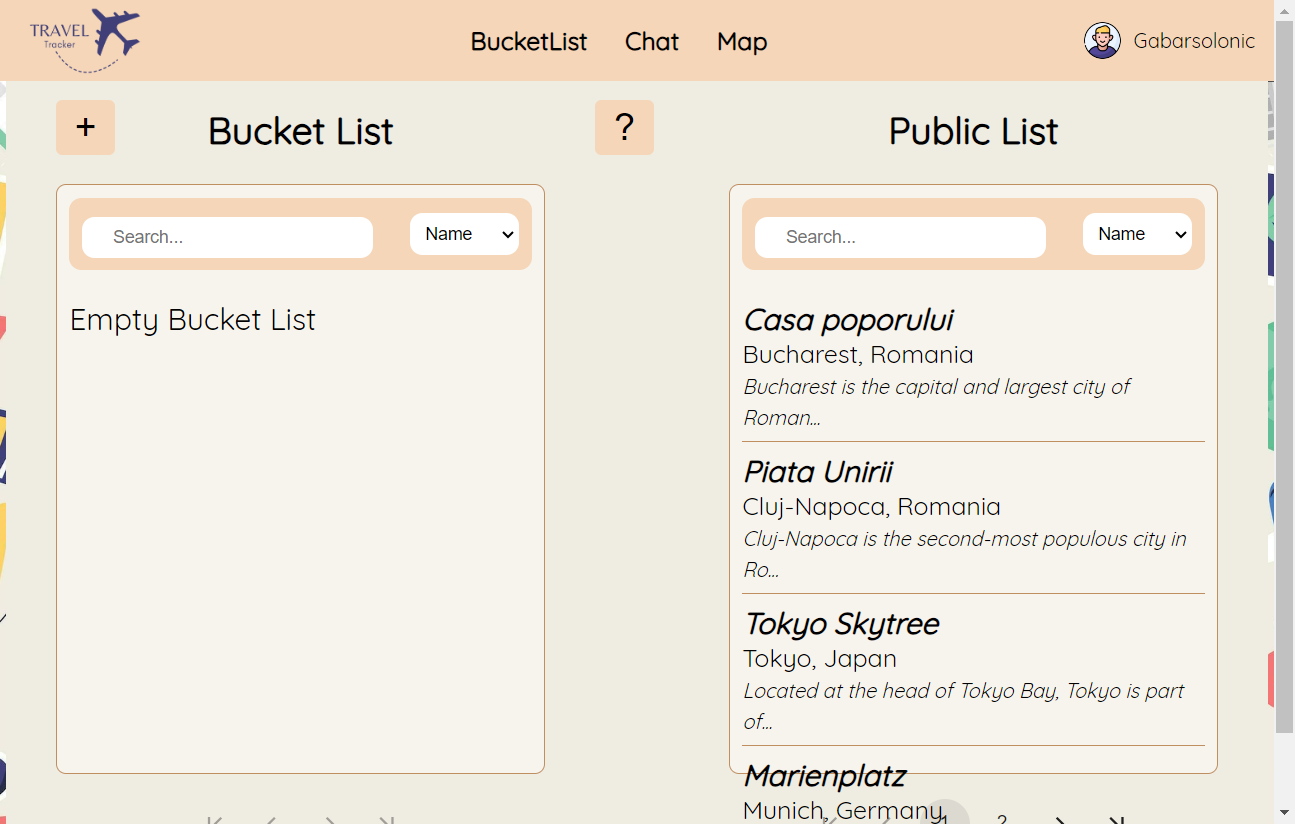 TRAVEL
Tracker
BucketList Chat Map
Gabarsolonic
+ Bucket List
? Public List
Search... Name
Empty Bucket List
Search... Name
Casa poporului
Bucharest, Romania
Bucharest is the capital and largest city of
Roman...
Piata Unirii
Cluj-Napoca, Romania
Cluj-Napoca is the second-most populous city in
Ro...
Tokyo Skytree
Tokyo, Japan
Located at the head of Tokyo Bay, Tokyo is part
of...
Marienplatz
Munich, Germany
1 2